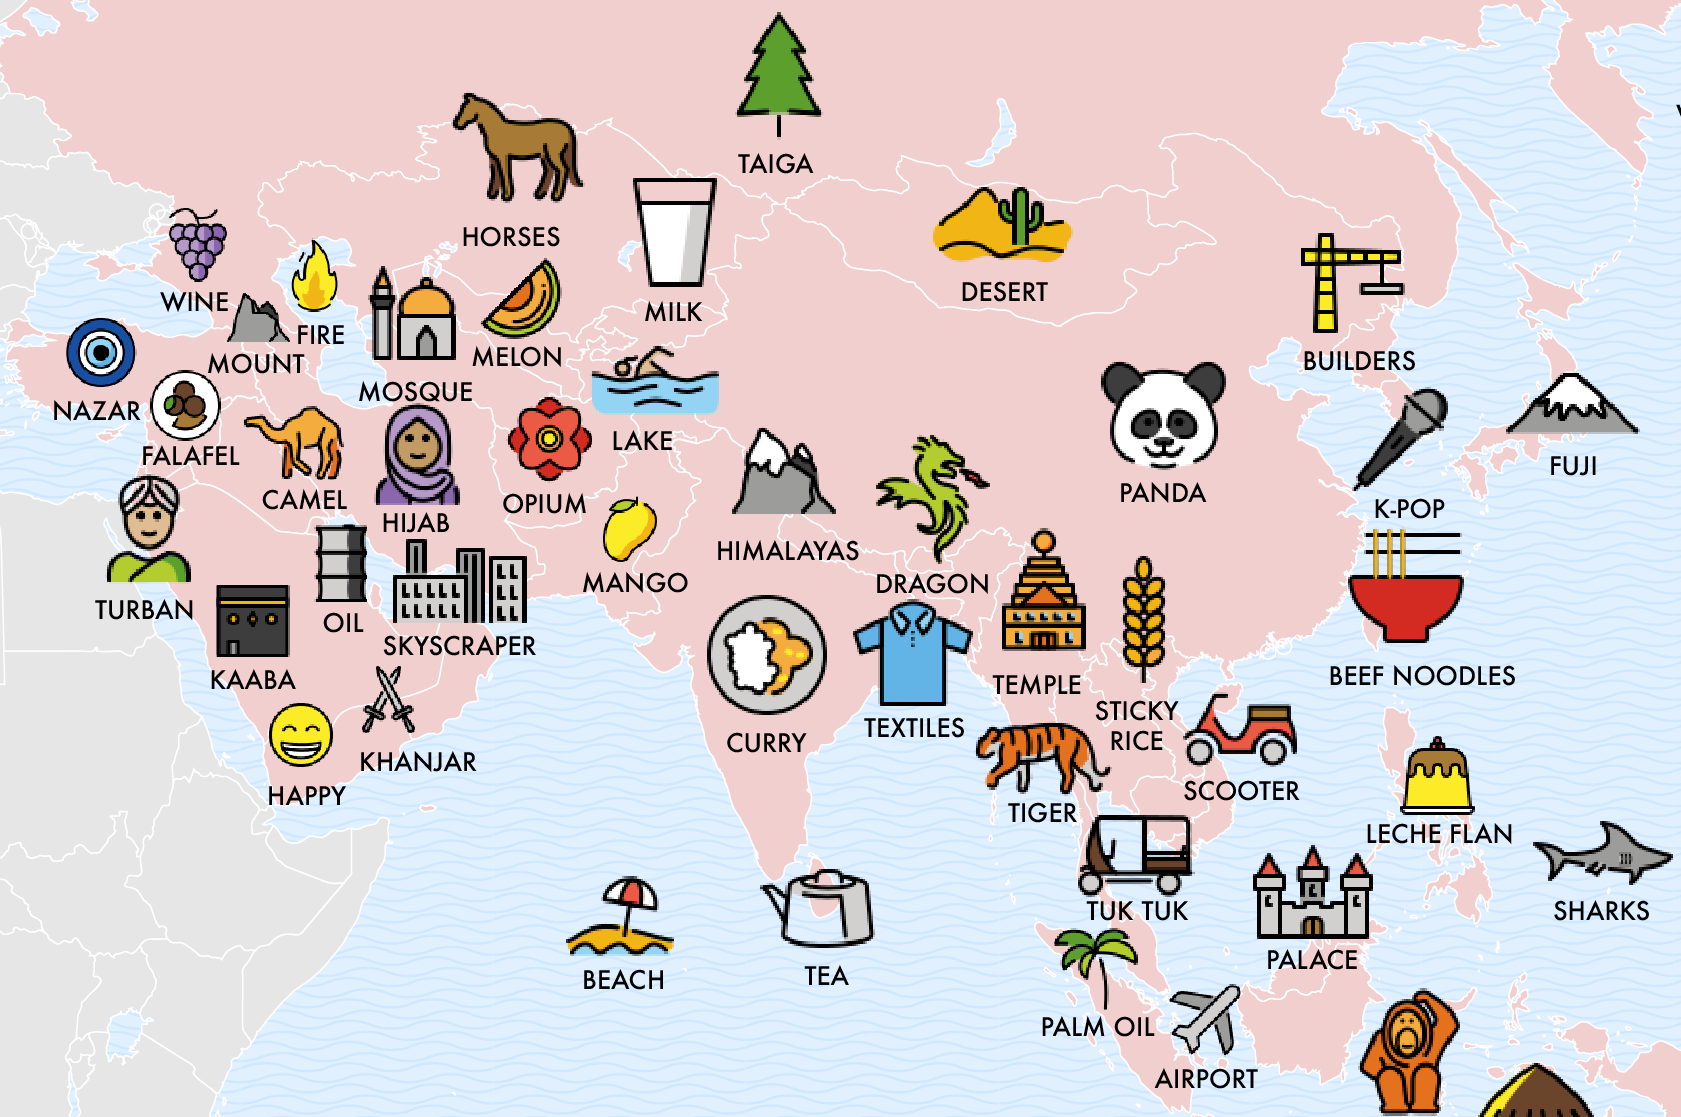 TAIGA
HORSES
DESERT
WINE
MILK
FIRE
MOUNT
MELON
BUILDERS
MOSQUE
NAZAR
LAKE
FALAFEL
FUJI
CAMEL
OPIUM
PANDA
K-POP
HIJAB
HIMALAYAS
MANGO
DRAGON
TURBAN
OIL
SKYSCRAPER
BEEF NOODLES
KAABA
TEMPLE
STICKY
RICE
TEXTILES
CURRY
KHANJAR
SCOOTER
HAPPY
TIGER
LECHE FLAN
TUK TUK
SHARKS
PALACE
BEACH
TEA
PALM OIL
AIRPORT